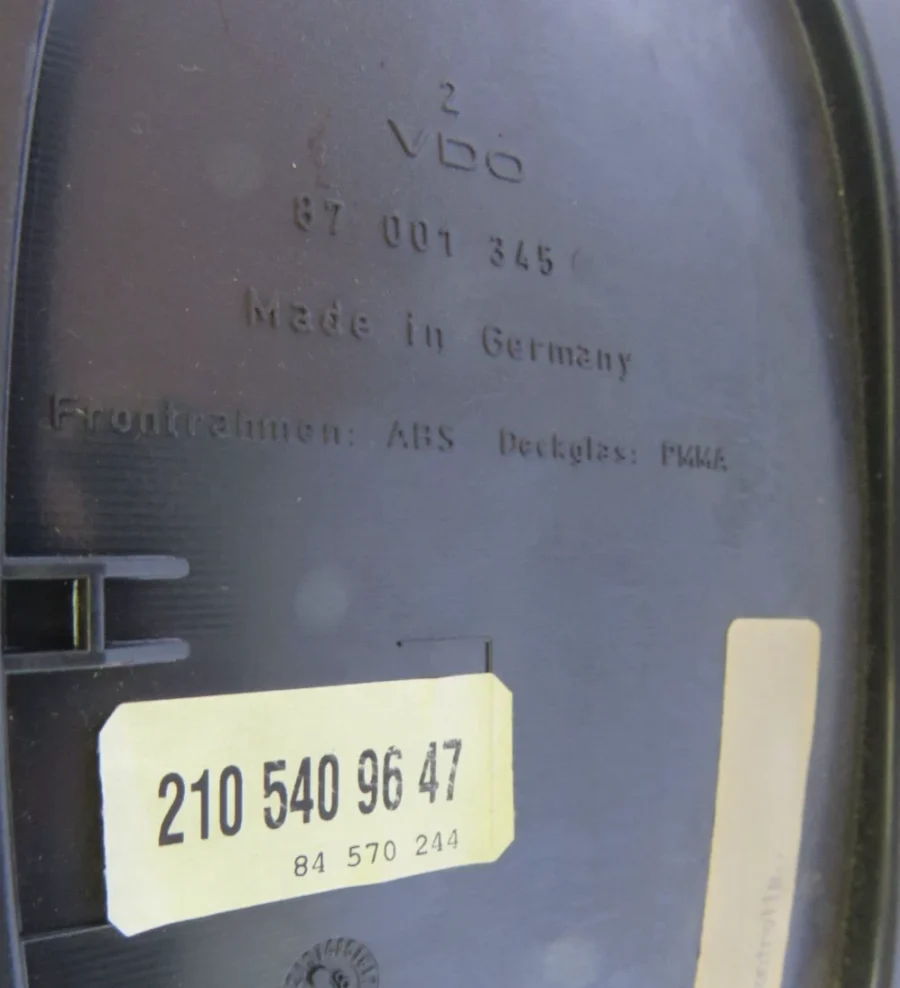 2
VDO
87 001 345
Made in Germany
Frontrahmen: ABS Deckglas: PMMA
210 540 96 47
84 570 244